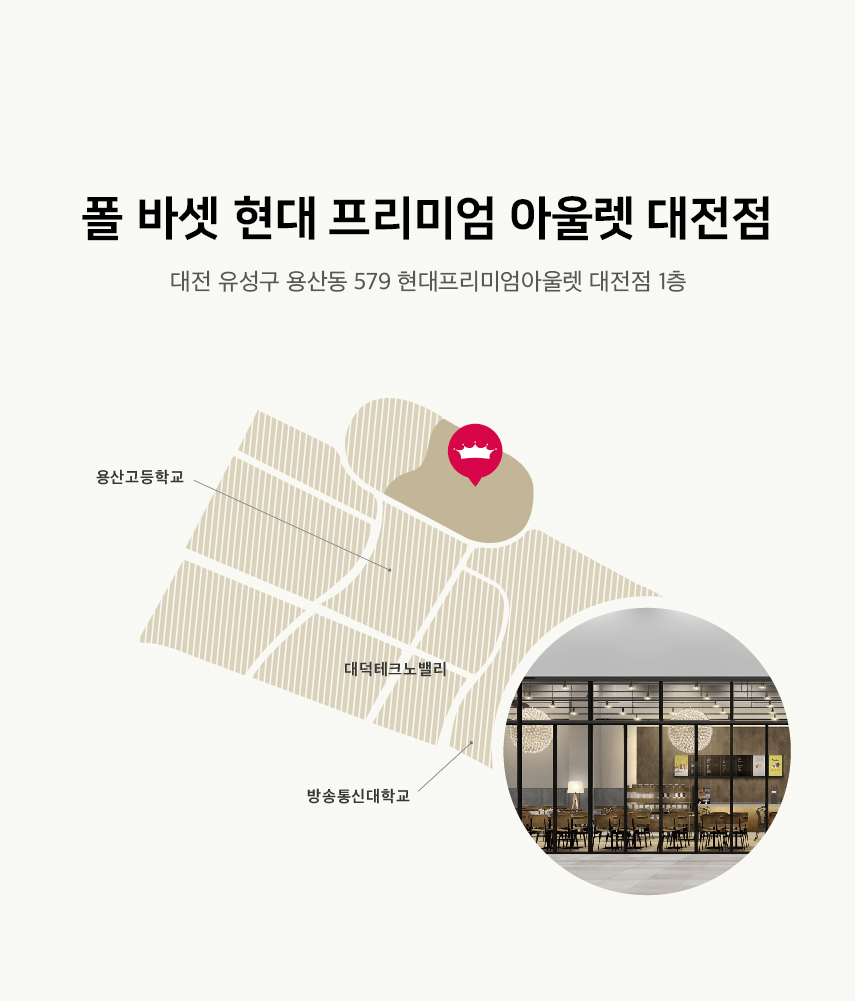 폴 바셋 현대 프리미엄 아울렛 대전점
대전 유성구 용산동 579 현대프리미엄아울렛 대전점 1층
용산고등학교
대덕테크노밸리
방송통신대학교